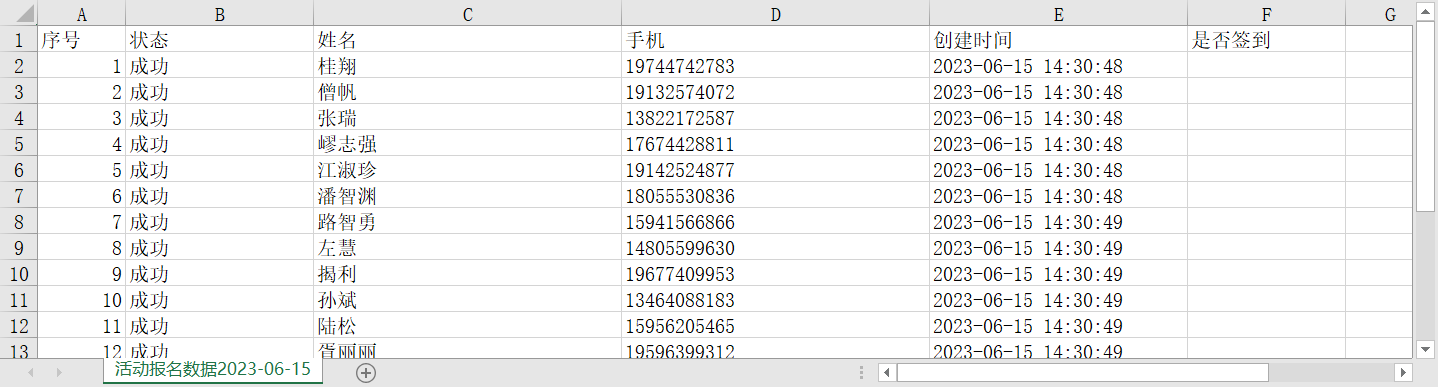 A B C D E F G
1 序号 状态 姓名 手机 创建时间 是否签到
2 1 成功 桂翔 19744742783 2023-06-15 14:30:48
3 2 成功 僧帆 19132574072 2023-06-15 14:30:48
4 3 成功 张瑞 13822172587 2023-06-15 14:30:48
5 4 成功 嵺志强 17674428811 2023-06-15 14:30:48
6 5 成功 江淑珍 19142524877 2023-06-15 14:30:48
7 6 成功 潘智渊 18055530836 2023-06-15 14:30:48
8 7 成功 路智勇 15941566866 2023-06-15 14:30:49
9 8 成功 左慧 14805599630 2023-06-15 14:30:49
10 9 成功 揭利 19677409953 2023-06-15 14:30:49
11 10 成功 孙斌 13464088183 2023-06-15 14:30:49
12 11 成功 陆松 15956205465 2023-06-15 14:30:49
13 12 成功 胥丽丽 19596399312 2023-06-15 14:30:49
活动报名数据2023-06-15